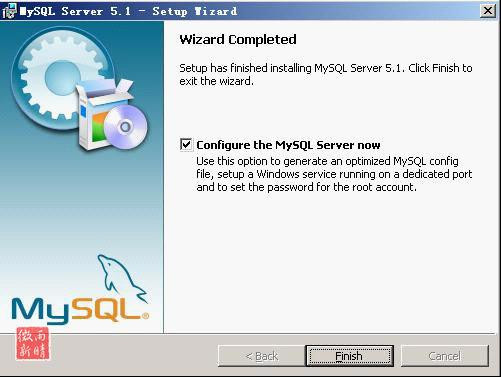 MySQL Server 5.1 - Setup Wizard
Wizard Completed
Setup has finished installing MySQL Server 5.1. Click Finish to
exit the wizard.
Configure the MySQL Server now
Use this option to generate an optimized MySQL config
file, setup a Windows service running on a dedicated port
and to set the password for the root account.
MySQL®
微雨
新晴
< Back
Finish
Cancel